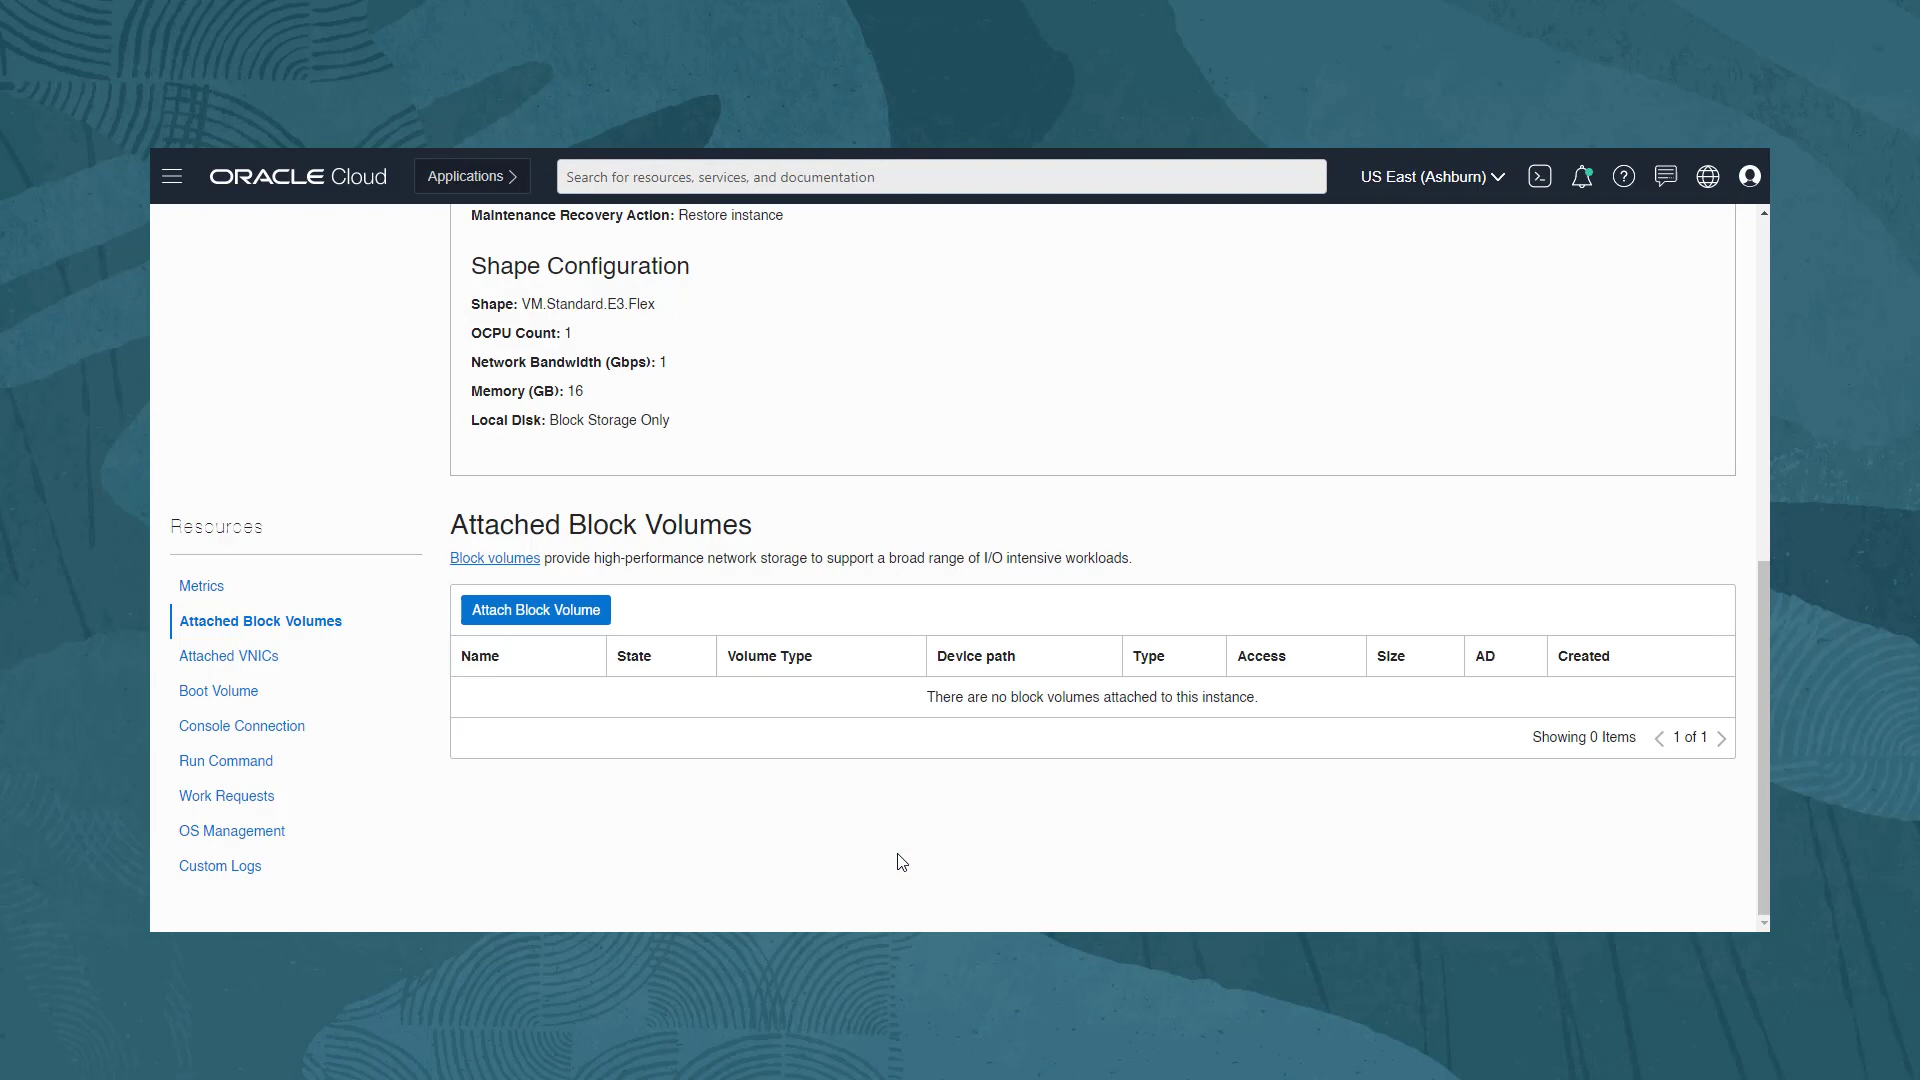 ORACLE Cloud
Applications
Search for resources, services, and documentation
US East (Ashburn)
Maintenance Recovery Action: Restore instance
Shape Configuration
Shape: VM.Standard.E3.Flex
OCPU Count: 1
Network Bandwidth (Gbps): 1
Memory (GB): 16
Local Disk: Block Storage Only
Resources
Metrics
Attached Block Volumes
Attached VNICs
Boot Volume
Console Connection
Run Command
Work Requests
OS Management
Custom Logs
Attached Block Volumes
Block volumes provide high-performance network storage to support a broad range of I/O intensive workloads.
Attach Block Volume
Name State Volume Type Device path Type Access Size AD Created
There are no block volumes attached to this instance.
Showing 0 Items 1 of 1